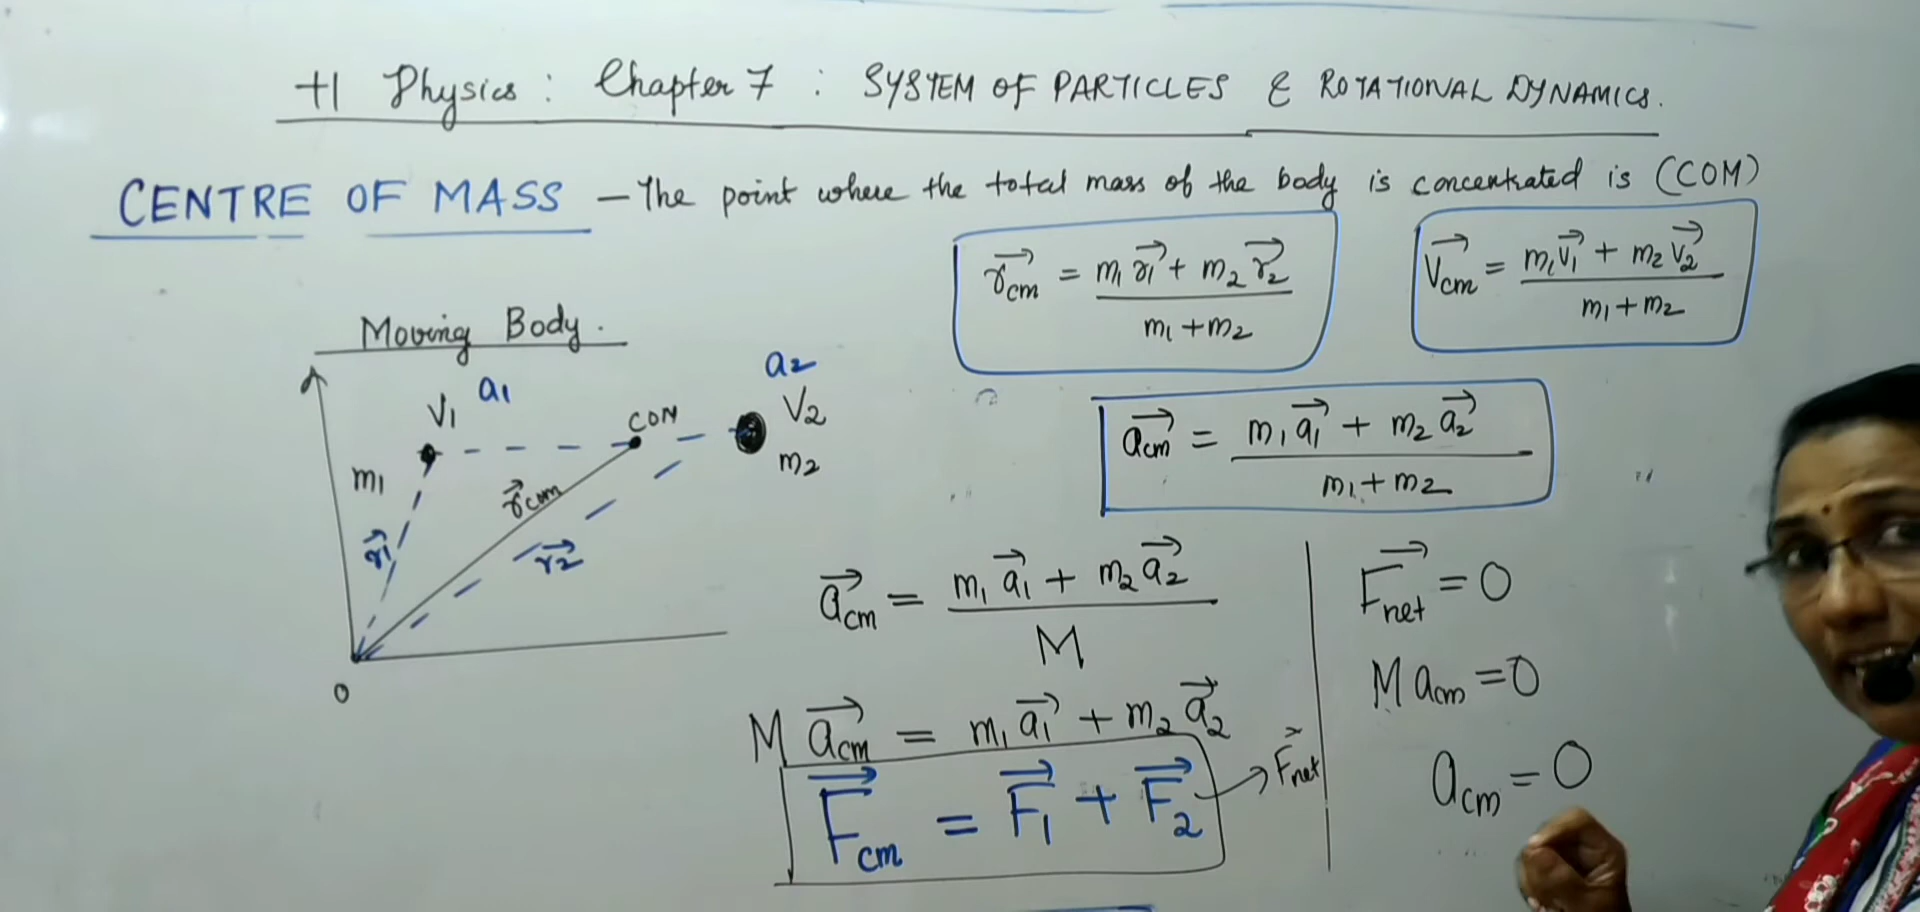 +1 Physics : Chapter 7 : SYSTEM OF PARTICLES & ROTATIONAL DYNAMICS.
CENTRE OF MASS – The point where the total mass of the body is concentrated is (COM)
Moving Body.
V1 a1
a2
V2
m2
COM
m1
r⃗1
r⃗com
r⃗2
O
r⃗cm = (m1 r⃗1 + m2 r⃗2) / (m1 + m2)
V⃗cm = (m1 v⃗1 + m2 v⃗2) / (m1 + m2)
a⃗cm = (m1 a⃗1 + m2 a⃗2) / (m1 + m2)
a⃗cm = (m1 a⃗1 + m2 a⃗2) / M
M a⃗cm = m1 a⃗1 + m2 a⃗2
F⃗cm = F⃗1 + F⃗2 → F⃗net
F⃗net = 0
M acm = 0
acm = 0